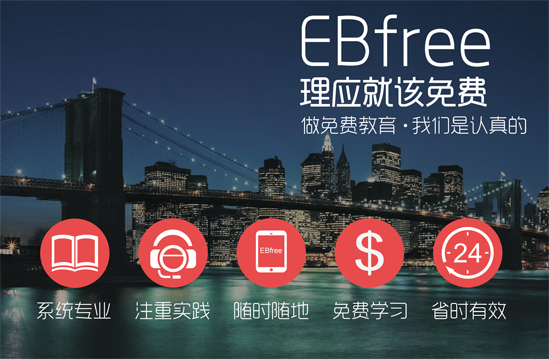 EBfree
理应就该免费
做免费教育·我们是认真的
EBfree
$
24
系统专业
注重实践
随时随地
免费学习
省时有效